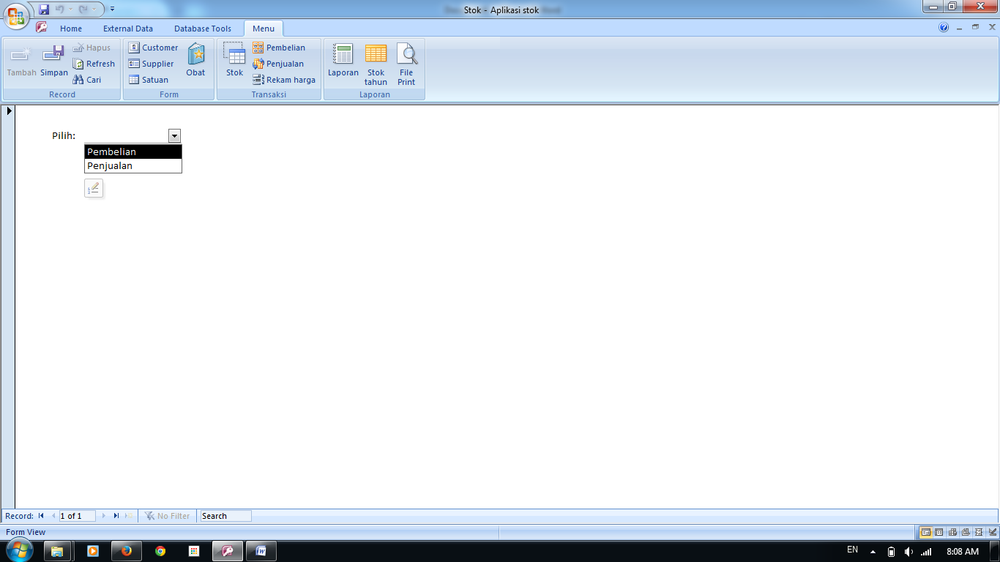 Stok - Aplikasi stok
Home External Data Database Tools Menu
Tambah Simpan Hapus Refresh Cari
Record
Customer Supplier Satuan Obat
Form
Stok Pembelian Penjualan Rekam harga
Transaksi
Laporan Stok tahun File Print
Laporan
Pilih:
Pembelian
Penjualan
Record: 1 of 1 No Filter Search
Form View
EN 8:08 AM